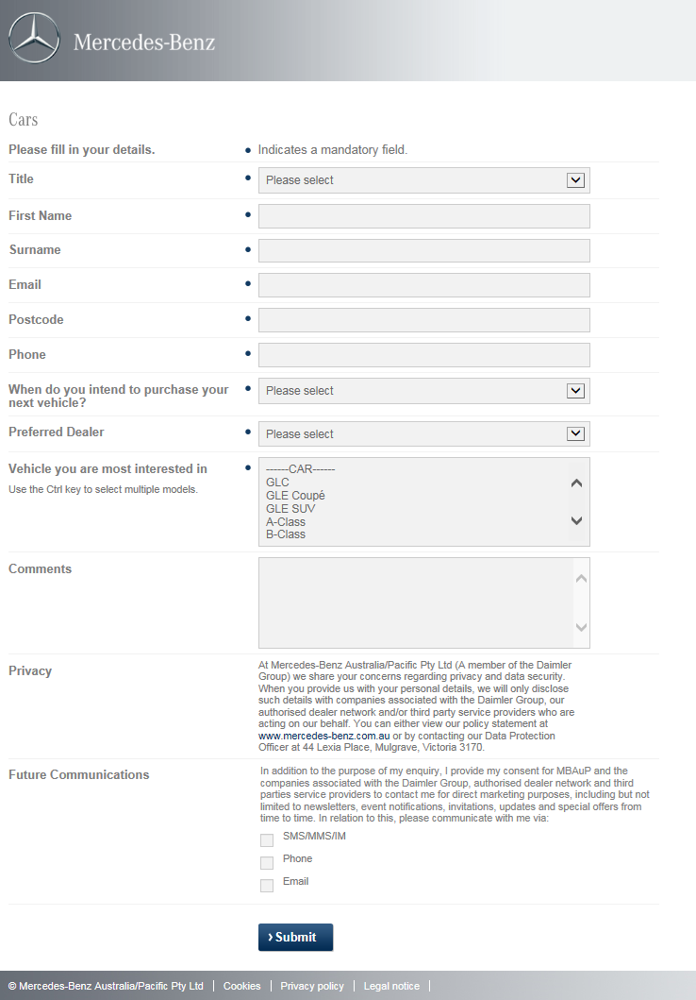 Mercedes-Benz
Cars
Please fill in your details.
• Indicates a mandatory field.
Title
• Please select
First Name
•
Surname
•
Email
•
Postcode
•
Phone
•
When do you intend to purchase your
next vehicle?
• Please select
Preferred Dealer
• Please select
Vehicle you are most interested in
Use the Ctrl key to select multiple models.
• ------CAR------
GLC
GLE Coupé
GLE SUV
A-Class
B-Class
Comments
Privacy
At Mercedes-Benz Australia/Pacific Pty Ltd (A member of the Daimler
Group) we share your concerns regarding privacy and data security.
When you provide us with your personal details, we will only disclose
such details with companies associated with the Daimler Group, our
authorised dealer network and/or third party service providers who are
acting on our behalf. You can either view our policy statement at
www.mercedes-benz.com.au or by contacting our Data Protection
Officer at 44 Lexia Place, Mulgrave, Victoria 3170.
Future Communications
In addition to the purpose of my enquiry, I provide my consent for MBAuP and the
companies associated with the Daimler Group, authorised dealer network and third
parties service providers to contact me for direct marketing purposes, including but not
limited to newsletters, event notifications, invitations, updates and special offers from
time to time. In relation to this, please communicate with me via:
SMS/MMS/IM
Phone
Email
› Submit
© Mercedes-Benz Australia/Pacific Pty Ltd | Cookies | Privacy policy | Legal notice |